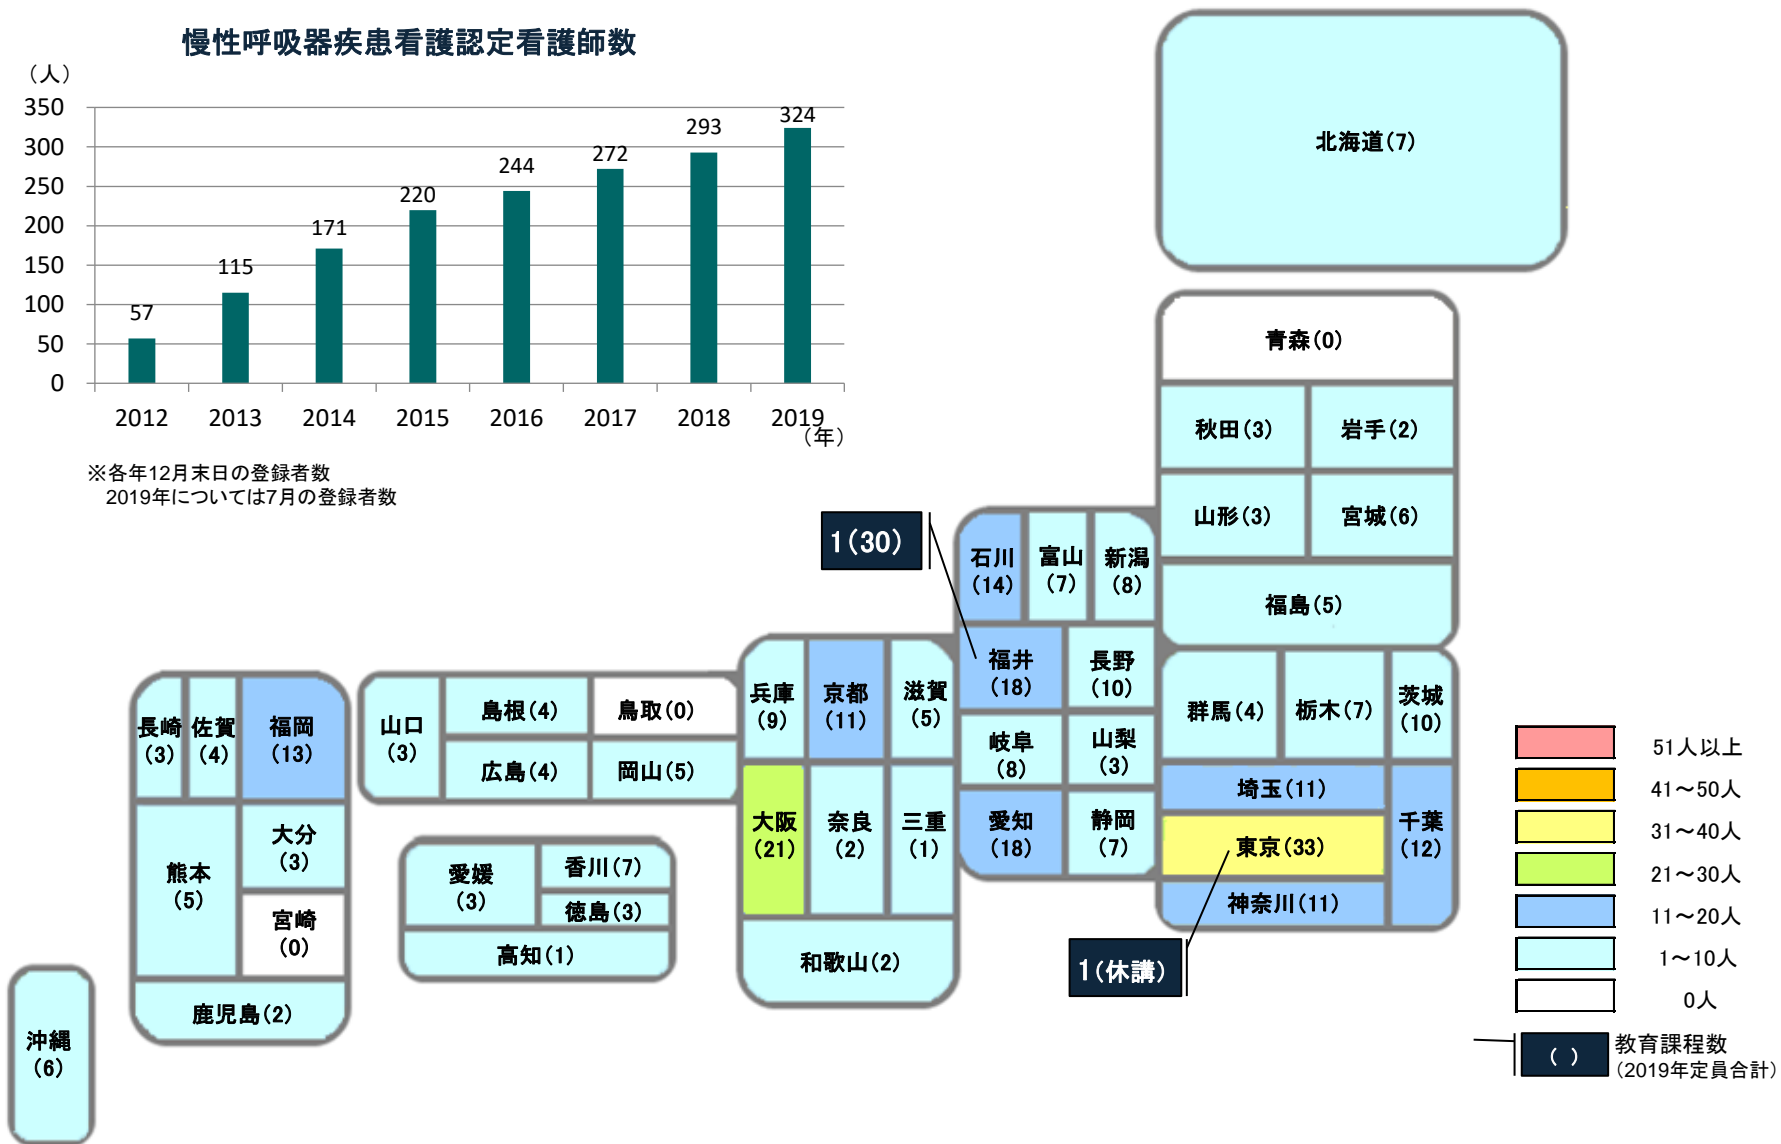 慢性呼吸器疾患看護認定看護師数
（人）
350
300
250
200
150
100
50
0
57
115
171
220
244
272
293
324
2012
2013
2014
2015
2016
2017
2018
2019
（年）
※各年12月末日の登録者数
2019年については7月の登録者数
北海道(7)
青森(0)
秋田(3)
岩手(2)
山形(3)
宮城(6)
福島(5)
1(30)
石川
(14)
富山
(7)
新潟
(8)
福井
(18)
長野
(10)
岐阜
(8)
山梨
(3)
愛知
(18)
静岡
(7)
群馬(4)
栃木(7)
茨城
(10)
埼玉(11)
千葉
(12)
東京(33)
神奈川(11)
1(休講)
兵庫
(9)
京都
(11)
滋賀
(5)
大阪
(21)
奈良
(2)
三重
(1)
和歌山(2)
山口
(3)
島根(4)
鳥取(0)
広島(4)
岡山(5)
愛媛
(3)
香川(7)
徳島(3)
高知(1)
長崎
(3)
佐賀
(4)
福岡
(13)
熊本
(5)
大分
(3)
宮崎
(0)
鹿児島(2)
沖縄
(6)
51人以上
41～50人
31～40人
21～30人
11～20人
1～10人
0人
( )
教育課程数
（2019年定員合計）